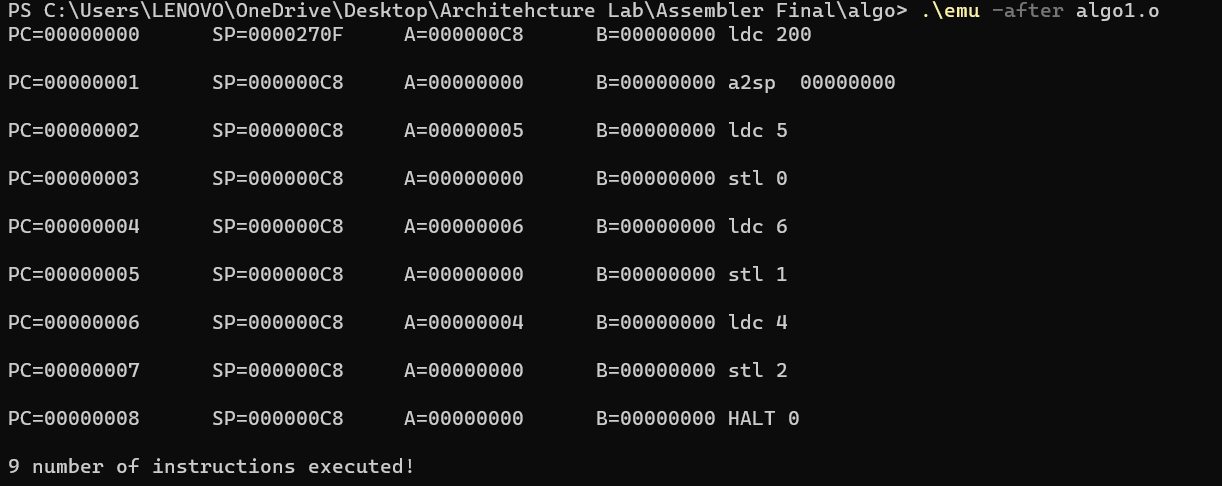 PS C:\Users\LENOVO\OneDrive\Desktop\Architehcture Lab\Assembler Final\algo> .\emu -after algo1.o
PC=00000000 SP=0000270F A=000000C8 B=00000000 ldc 200
PC=00000001 SP=000000C8 A=00000000 B=00000000 a2sp 00000000
PC=00000002 SP=000000C8 A=00000005 B=00000000 ldc 5
PC=00000003 SP=000000C8 A=00000000 B=00000000 stl 0
PC=00000004 SP=000000C8 A=00000006 B=00000000 ldc 6
PC=00000005 SP=000000C8 A=00000000 B=00000000 stl 1
PC=00000006 SP=000000C8 A=00000004 B=00000000 ldc 4
PC=00000007 SP=000000C8 A=00000000 B=00000000 stl 2
PC=00000008 SP=000000C8 A=00000000 B=00000000 HALT 0
9 number of instructions executed!